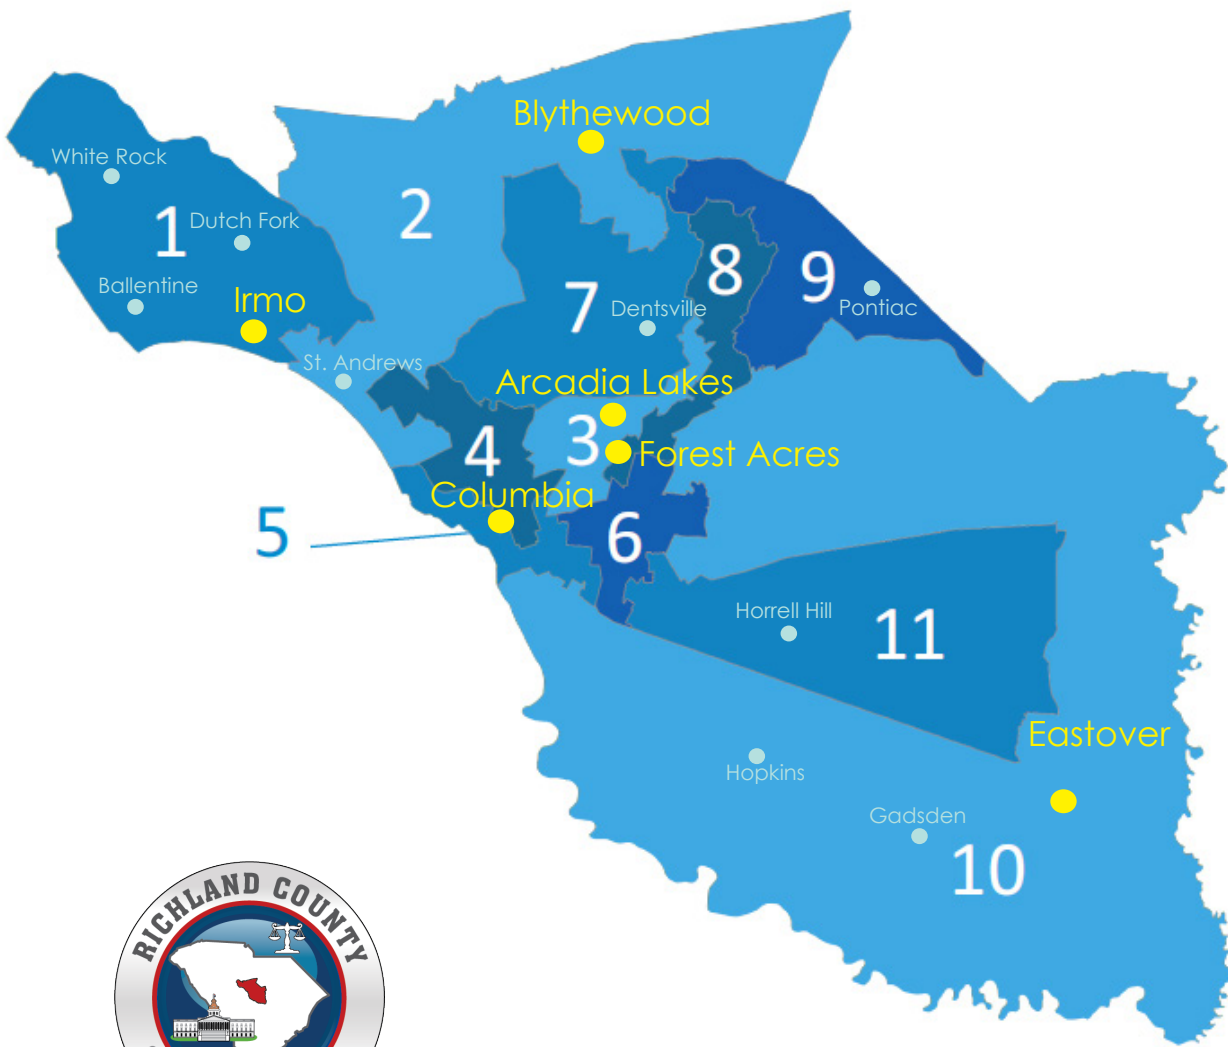 Blythewood
White Rock
1
Dutch Fork
2
8
9
Ballentine
Irmo
7
Dentsville
Pontiac
St. Andrews
Arcadia Lakes
3
4
Forest Acres
Columbia
5
6
Horrell Hill
11
Eastover
Hopkins
Gadsden
10
RICHLAND COUNTY